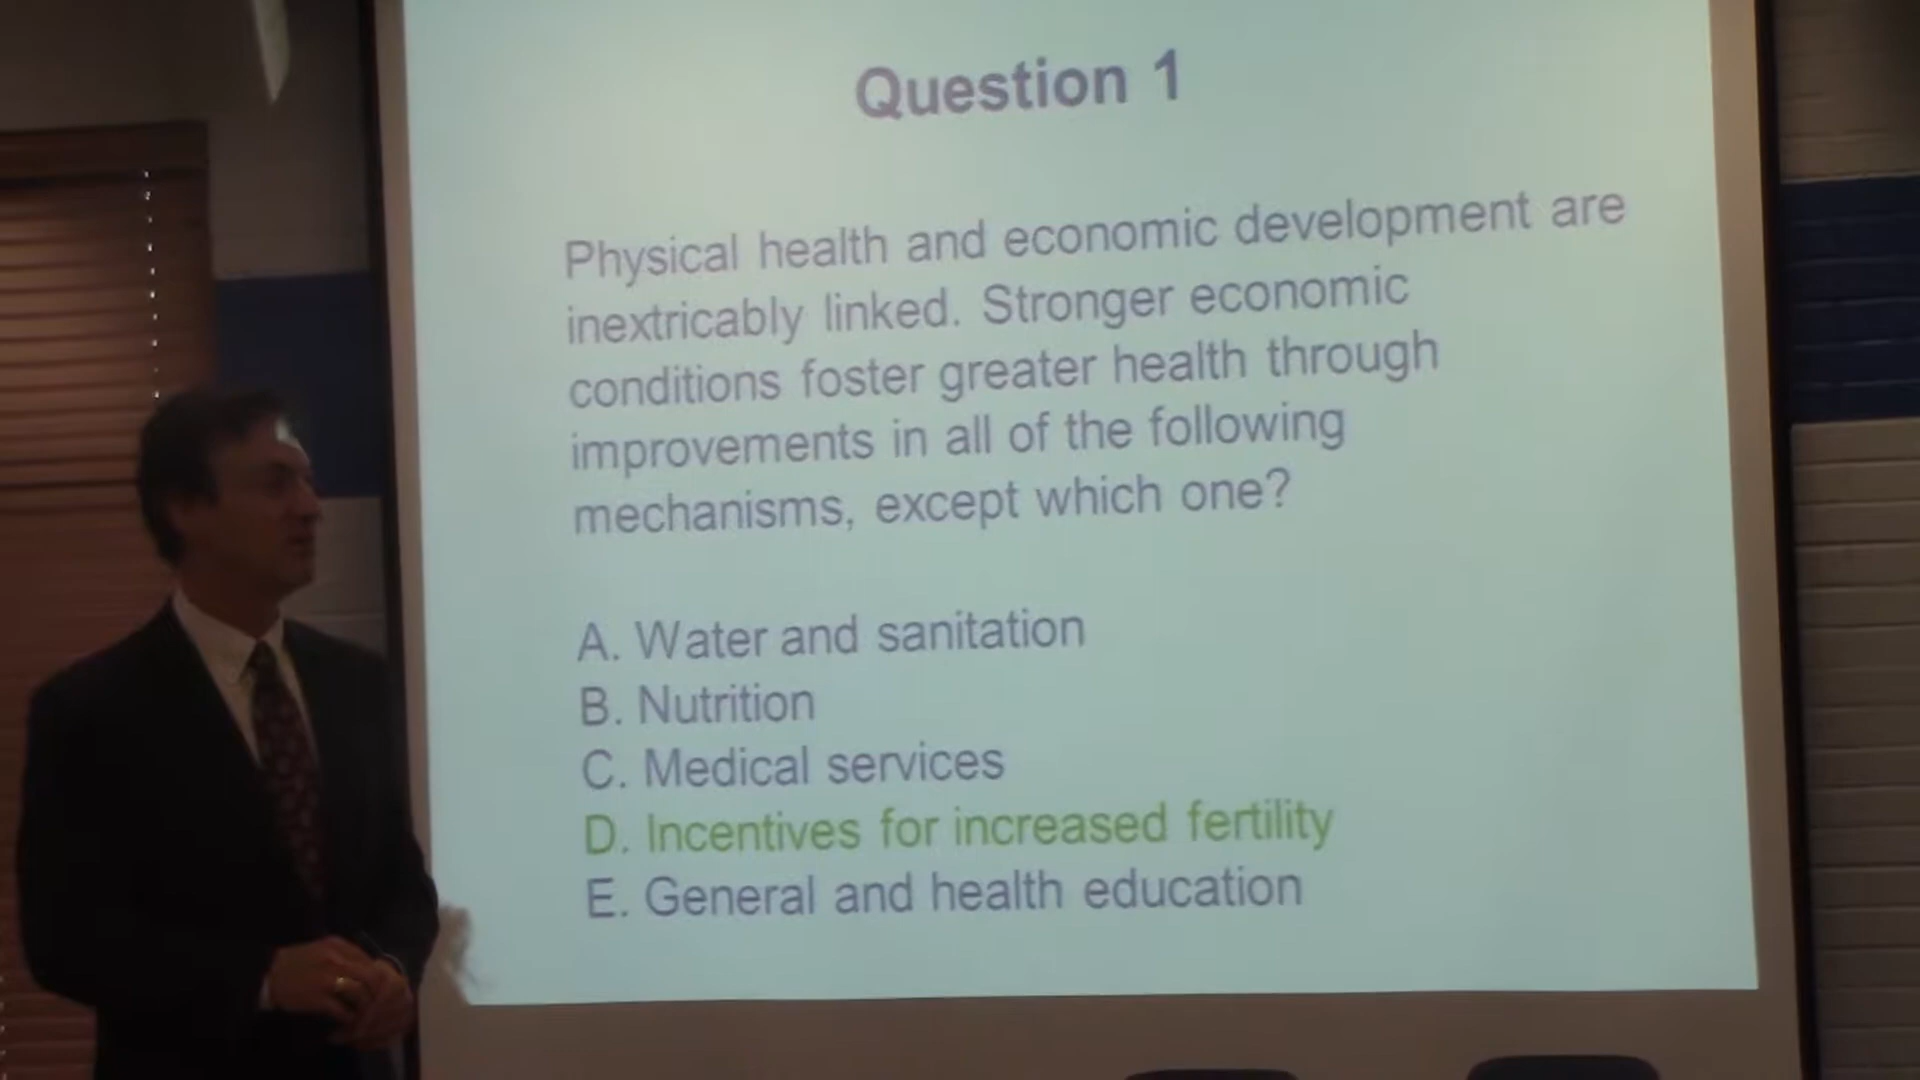 Question 1
Physical health and economic development are
inextricably linked. Stronger economic
conditions foster greater health through
improvements in all of the following
mechanisms, except which one?
A. Water and sanitation
B. Nutrition
C. Medical services
D. Incentives for increased fertility
E. General and health education